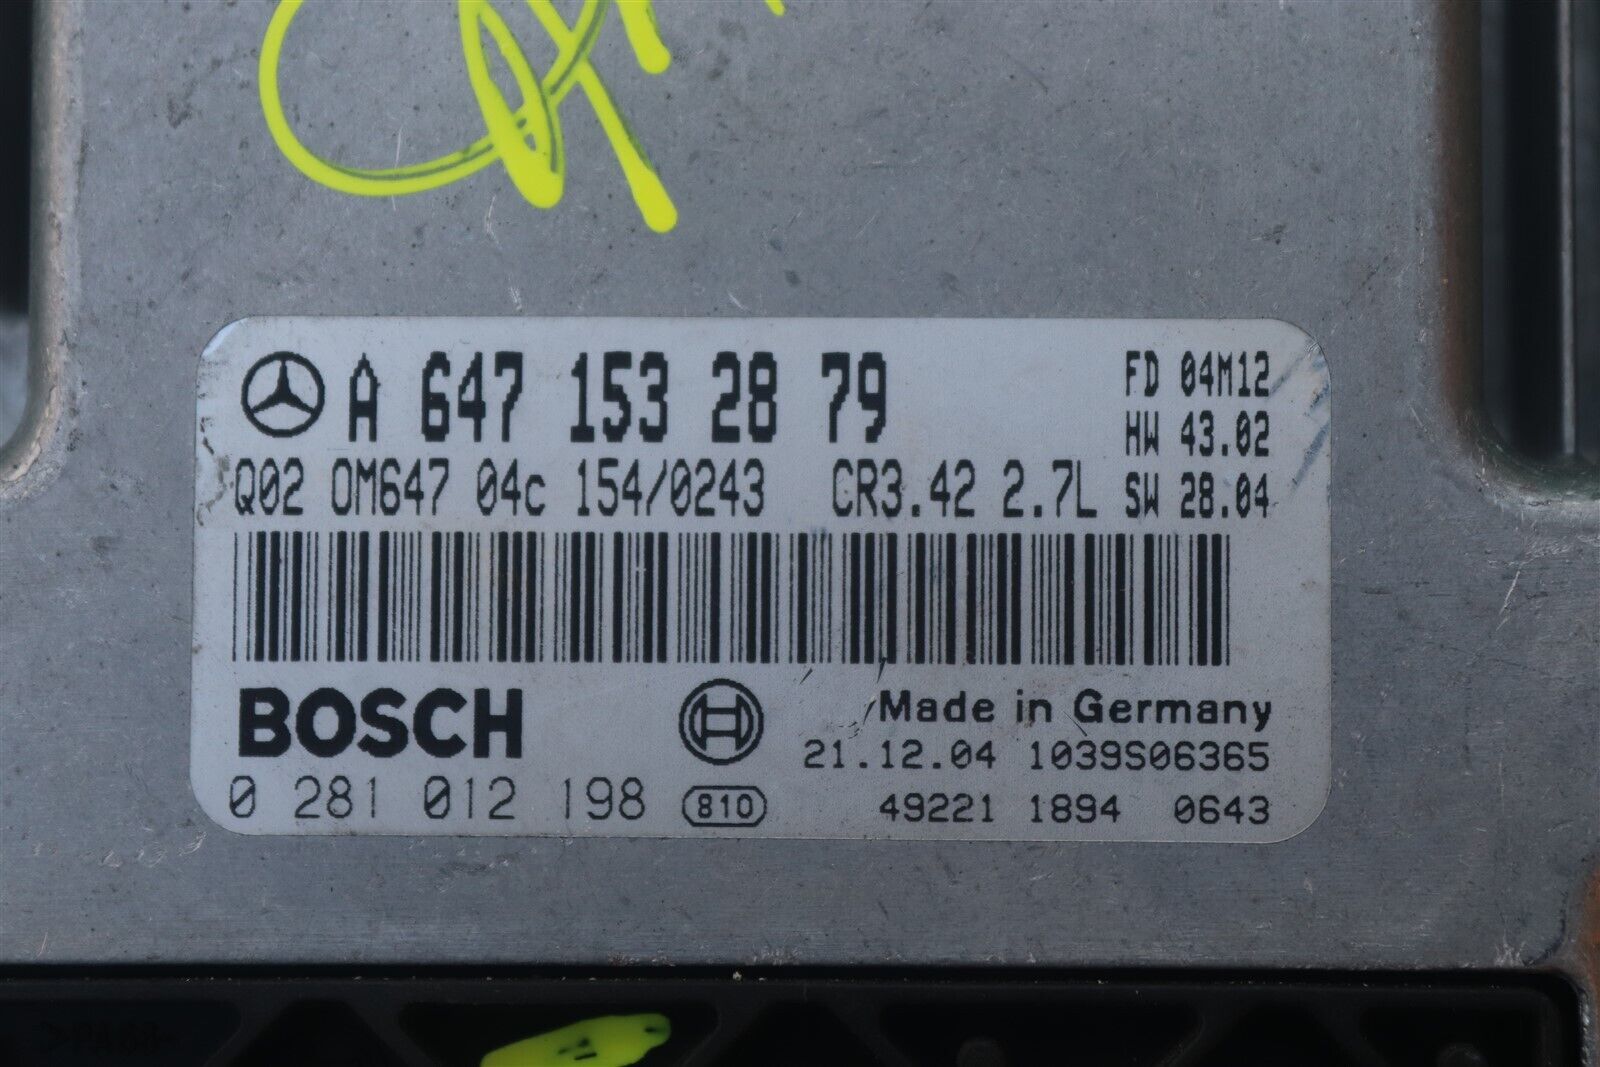 A 647 153 28 79 FD 04M12
HW 43.02
Q02 OM647 04c 154/0243 CR3.42 2.7L SW 28.04
BOSCH
Made in Germany
21.12.04 1039S06365
0 281 012 198 810 49221 1894 0643